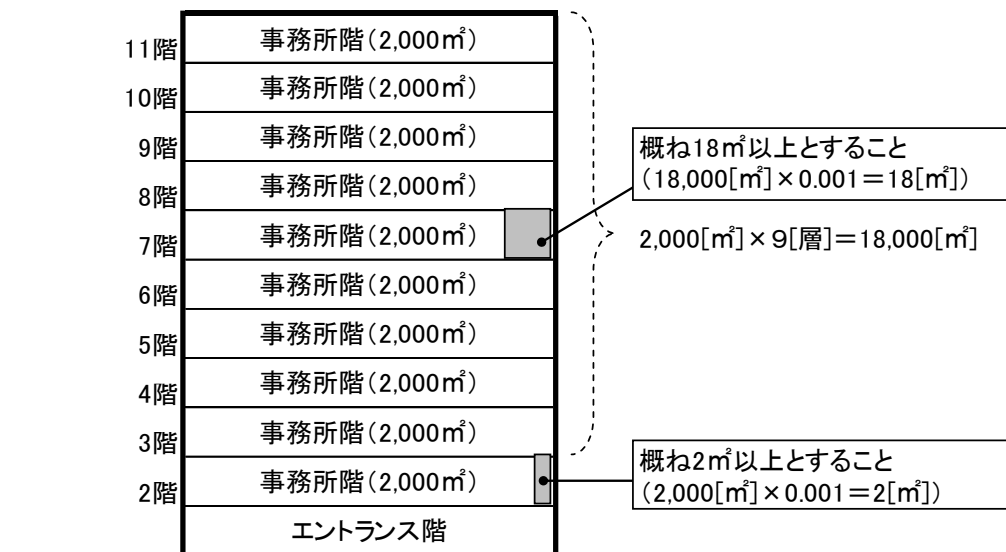 11階 事務所階(2,000㎡)
10階 事務所階(2,000㎡)
9階 事務所階(2,000㎡)
8階 事務所階(2,000㎡)
7階 事務所階(2,000㎡)
6階 事務所階(2,000㎡)
5階 事務所階(2,000㎡)
4階 事務所階(2,000㎡)
3階 事務所階(2,000㎡)
2階 事務所階(2,000㎡)
エントランス階
概ね18㎡以上とすること
(18,000[㎡]×0.001=18[㎡])
2,000[㎡]×9[層]=18,000[㎡]
概ね2㎡以上とすること
(2,000[㎡]×0.001=2[㎡])